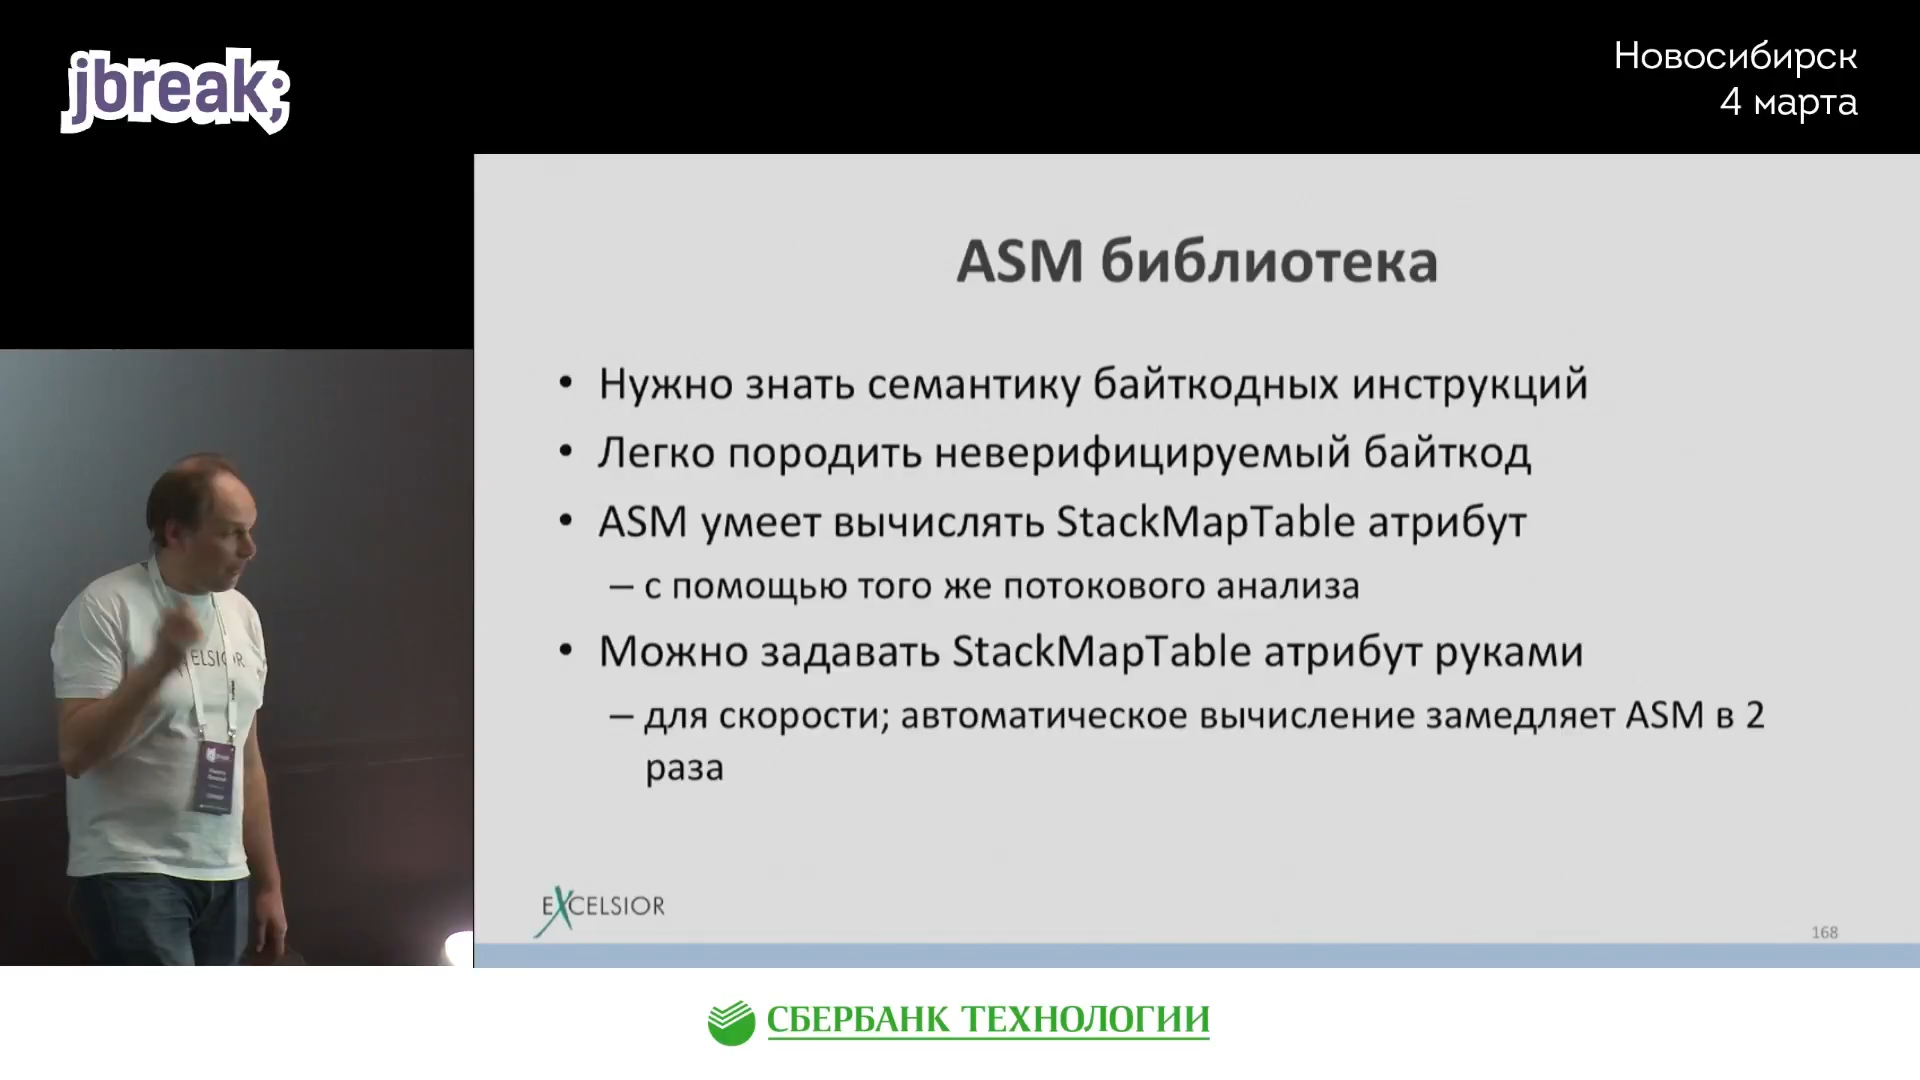 jbreak;
Новосибирск
4 марта
ASM библиотека
• Нужно знать семантику байткодных инструкций
• Легко породить неверифицируемый байткод
• ASM умеет вычислять StackMapTable атрибут
– с помощью того же потокового анализа
• Можно задавать StackMapTable атрибут руками
– для скорости; автоматическое вычисление замедляет ASM в 2
раза
ELSIOR
EXCELSIOR
168
СБЕРБАНК ТЕХНОЛОГИИ